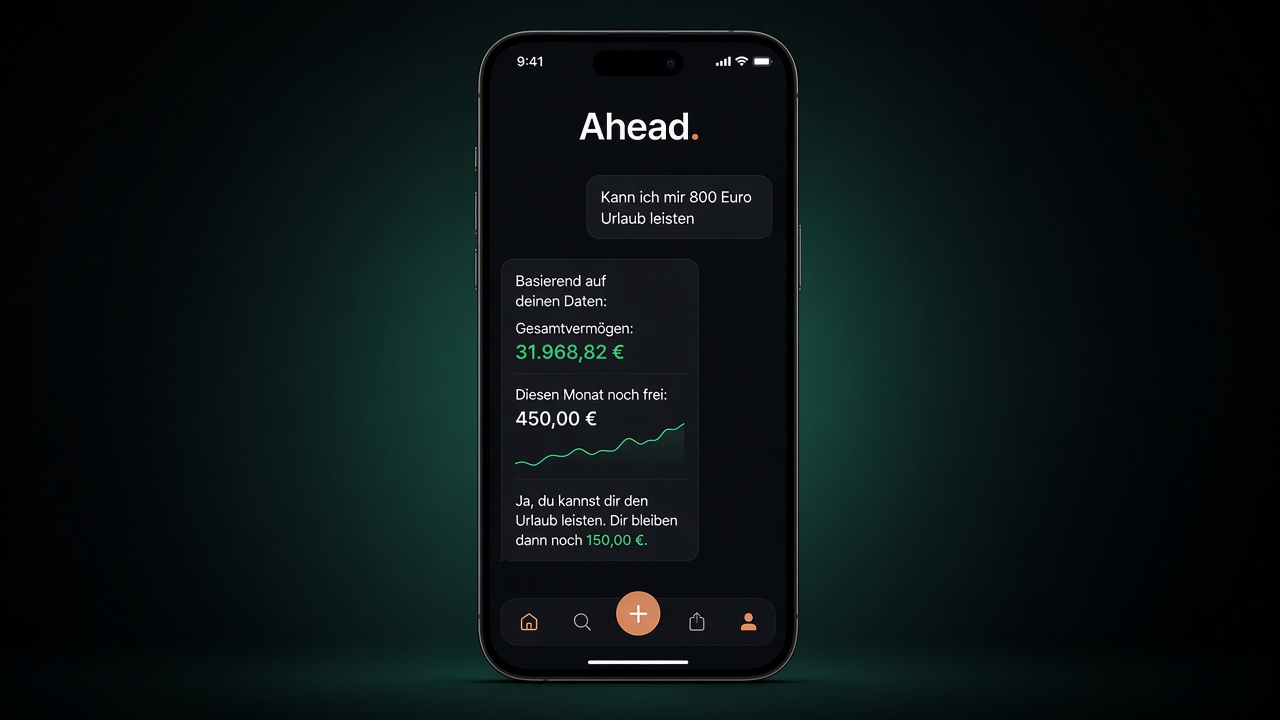 9:41
Ahead.
Kann ich mir 800 Euro
Urlaub leisten
Basierend auf
deinen Daten:
Gesamtvermögen:
31.968,82 €
Diesen Monat noch frei:
450,00 €
Ja, du kannst dir den
Urlaub leisten. Dir bleiben
dann noch 150,00 €.